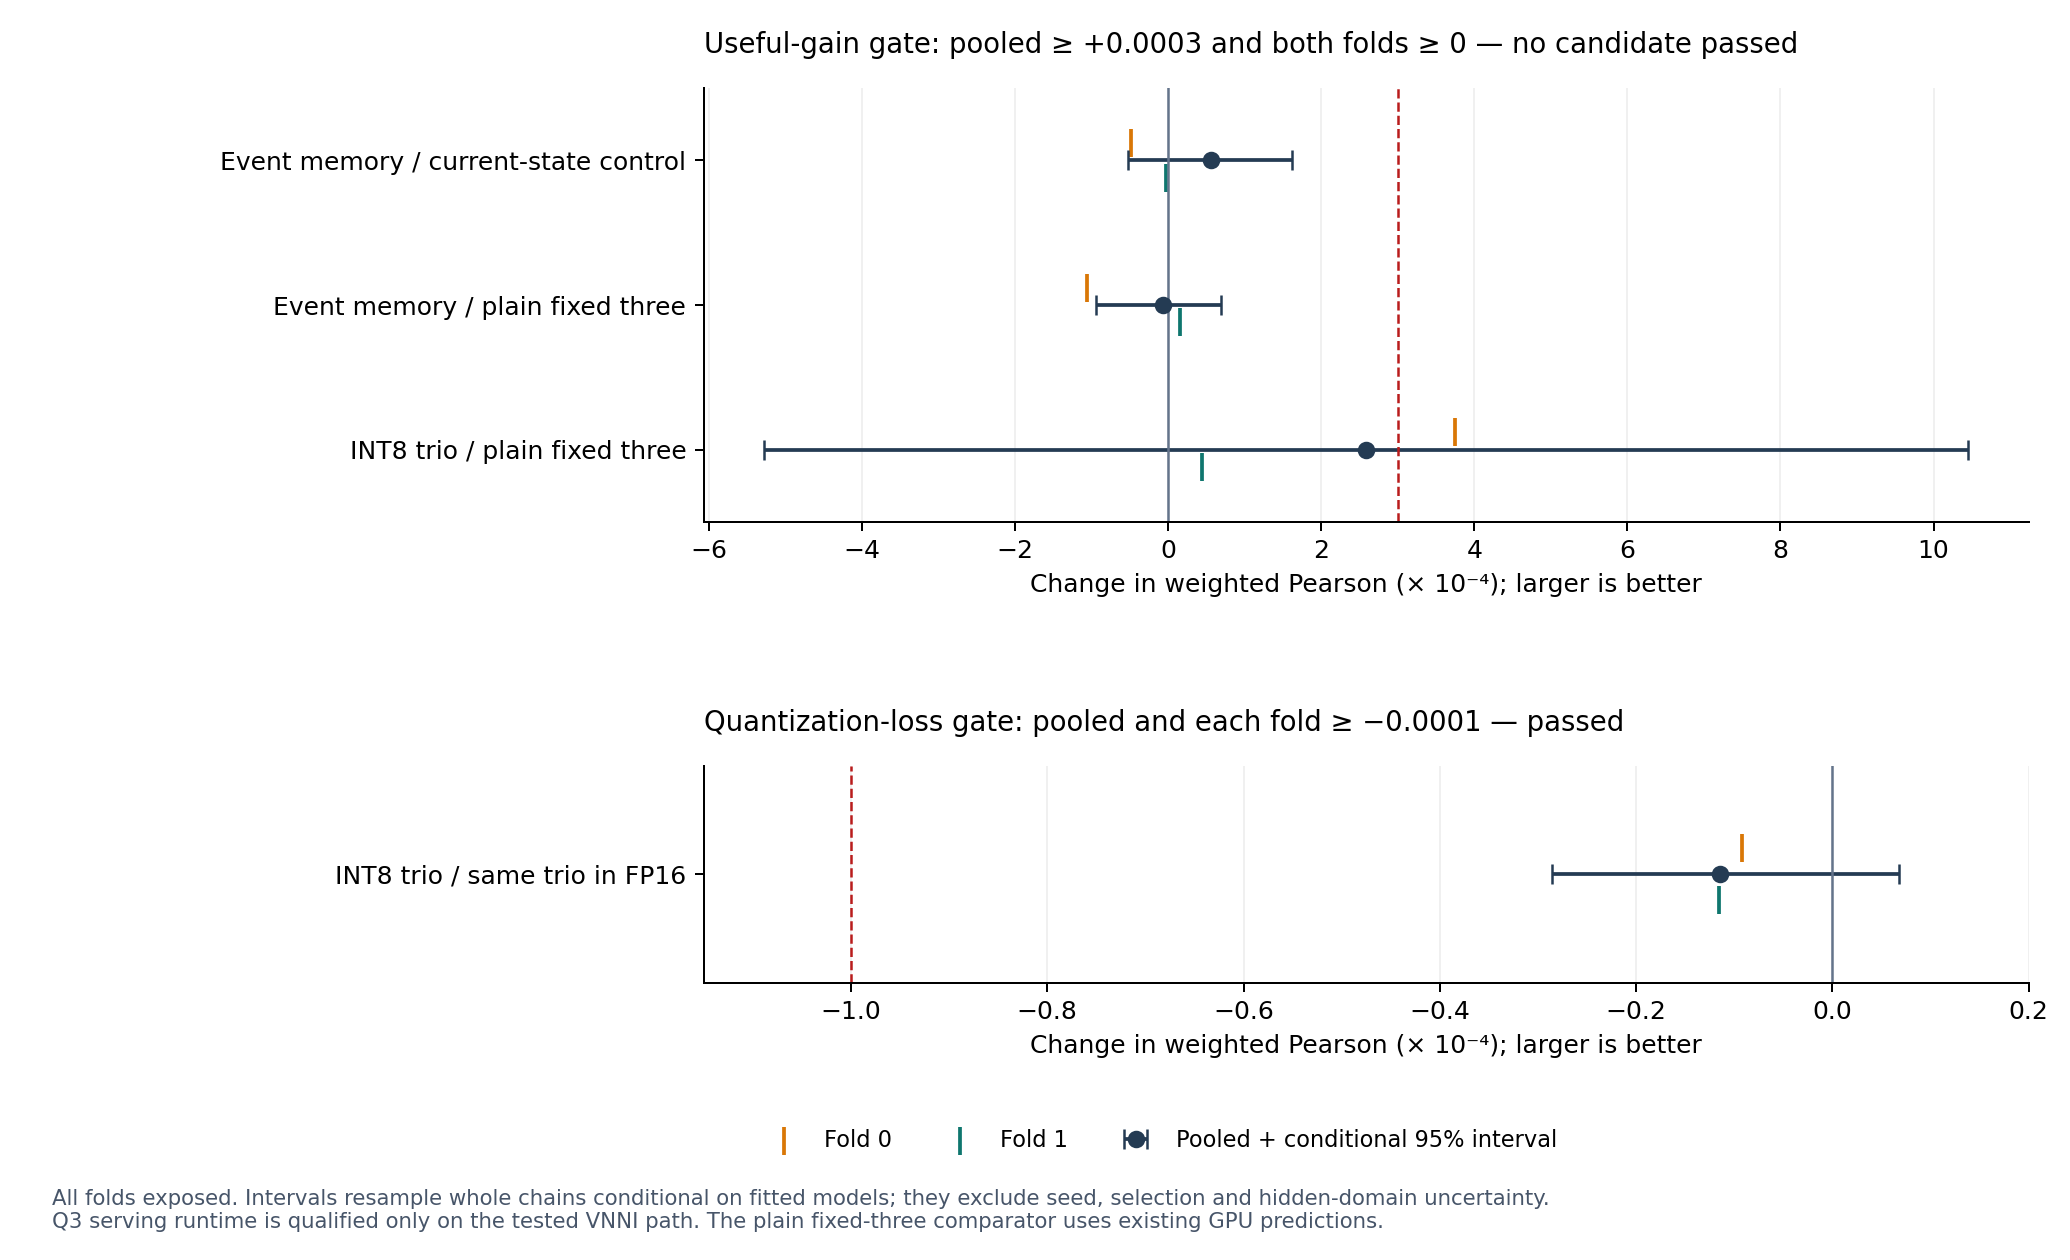 Useful-gain gate: pooled ≥ +0.0003 and both folds ≥ 0 — no candidate passed
Event memory / current-state control
Event memory / plain fixed three
INT8 trio / plain fixed three
−6 −4 −2 0 2 4 6 8 10
Change in weighted Pearson (× 10⁻⁴); larger is better
Quantization-loss gate: pooled and each fold ≥ −0.0001 — passed
INT8 trio / same trio in FP16
−1.0 −0.8 −0.6 −0.4 −0.2 0.0 0.2
Change in weighted Pearson (× 10⁻⁴); larger is better
Fold 0 Fold 1 Pooled + conditional 95% interval
All folds exposed. Intervals resample whole chains conditional on fitted models; they exclude seed, selection and hidden-domain uncertainty.
Q3 serving runtime is qualified only on the tested VNNI path. The plain fixed-three comparator uses existing GPU predictions.